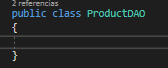 2 referencias
public class ProductDAO
{
}